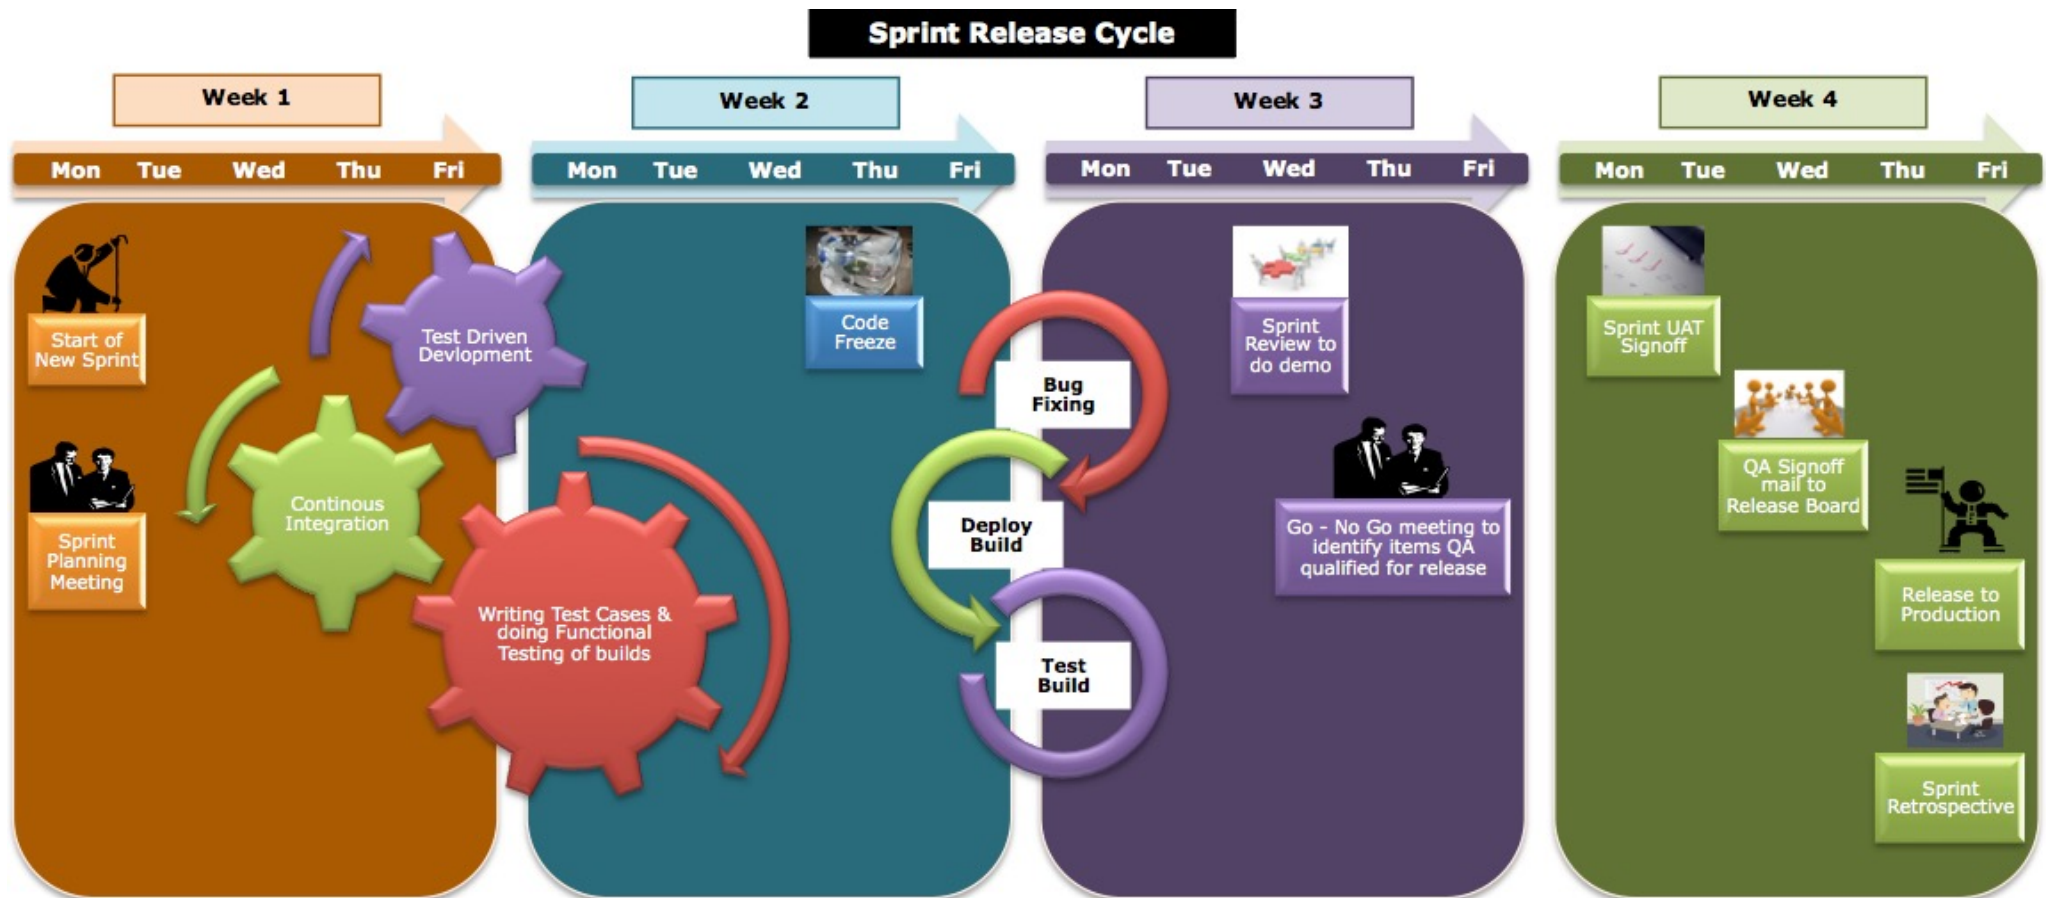 Sprint Release Cycle
Week 1
Week 2
Week 3
Week 4
Mon Tue Wed Thu Fri
Mon Tue Wed Thu Fri
Mon Tue Wed Thu Fri
Mon Tue Wed Thu Fri
Start of
New Sprint
Sprint
Planning
Meeting
Test Driven
Devlopment
Continous
Integration
Writing Test Cases &
doing Functional
Testing of builds
Code
Freeze
Bug
Fixing
Deploy
Build
Test
Build
Sprint
Review to
do demo
Go - No Go meeting to
identify items QA
qualified for release
Sprint UAT
Signoff
QA Signoff
mail to
Release Board
Release to
Production
Sprint
Retrospective